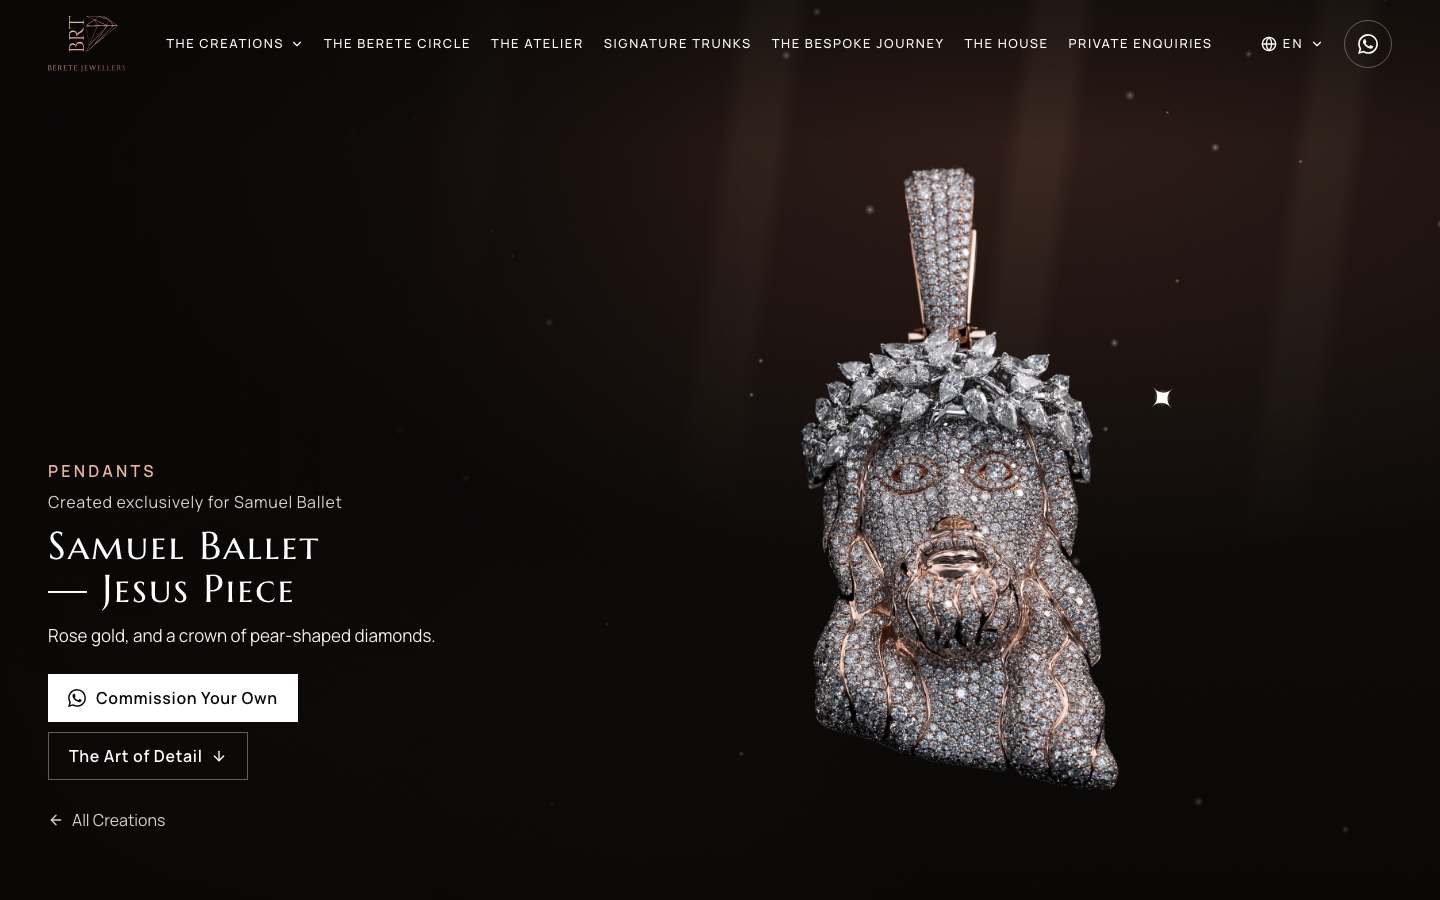 BRT
BERETE JEWELLERS
THE CREATIONS
THE BERETE CIRCLE
THE ATELIER
SIGNATURE TRUNKS
THE BESPOKE JOURNEY
THE HOUSE
PRIVATE ENQUIRIES
EN
PENDANTS
Created exclusively for Samuel Ballet
Samuel Ballet
— Jesus Piece
Rose gold, and a crown of pear-shaped diamonds.
Commission Your Own
The Art of Detail ↓
← All Creations